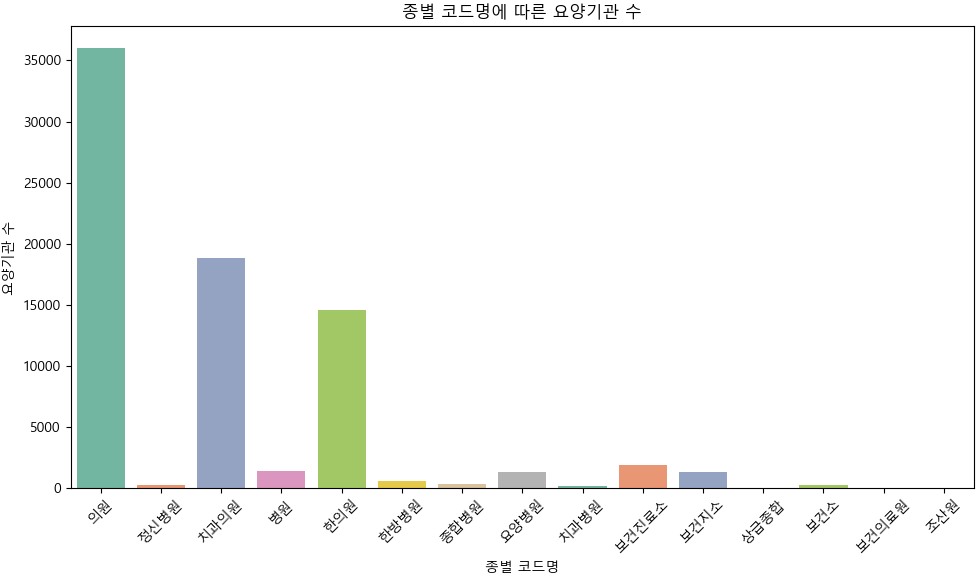 종별 코드명에 따른 요양기관 수
요양기관 수
35000
30000
25000
20000
15000
10000
5000
0
의원
정신병원
치과의원
병원
한의원
한방병원
종합병원
요양병원
치과병원
보건진료소
보건지소
상급종합
보건소
보건의료원
조산원
종별 코드명